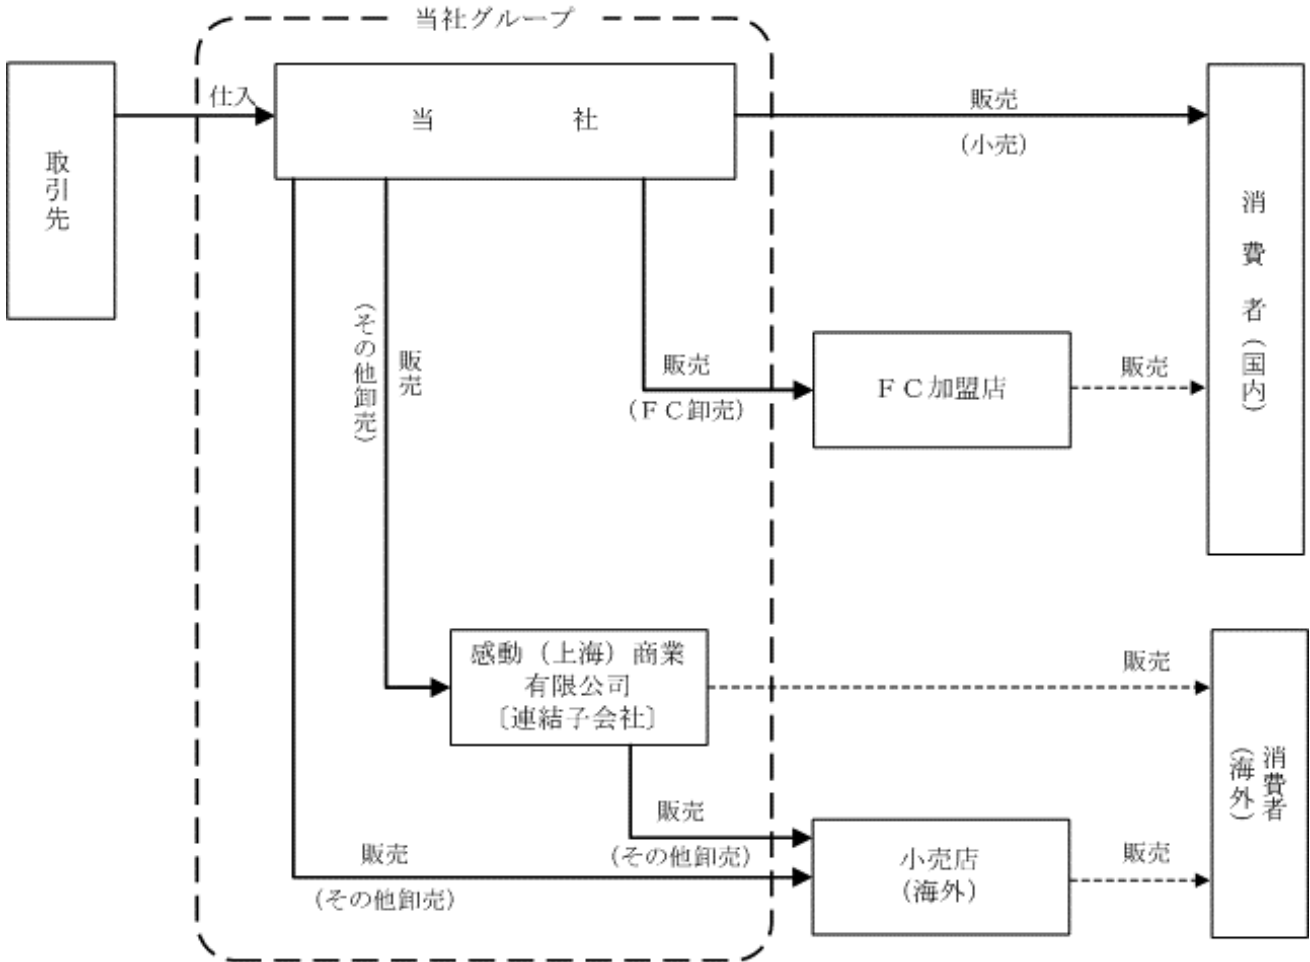 当社グループ
仕入
当　　　社
販売
(小売)
取引先
消費者(国内)
(その他卸売)
販売
販売
(ＦＣ卸売)
ＦＣ加盟店
販売
感動（上海）商業
有限公司
〔連結子会社〕
販売
消費者
(海外)
販売
(その他卸売)
販売
(その他卸売)
小売店
(海外)
販売